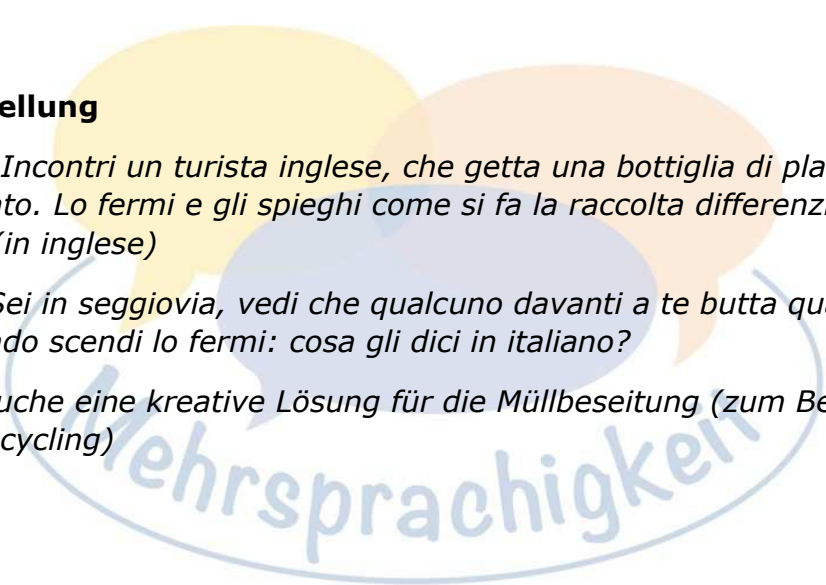 ellung
Incontri un turista inglese, che getta una bottiglia di pla
to. Lo fermi e gli spieghi come si fa la raccolta differenz
(in inglese)
Sei in seggiovia, vedi che qualcuno davanti a te butta qu
do scendi lo fermi: cosa gli dici in italiano?
uche eine kreative Lösung für die Müllbeseitung (zum Be
cycling)
Mehrsprachigkeit